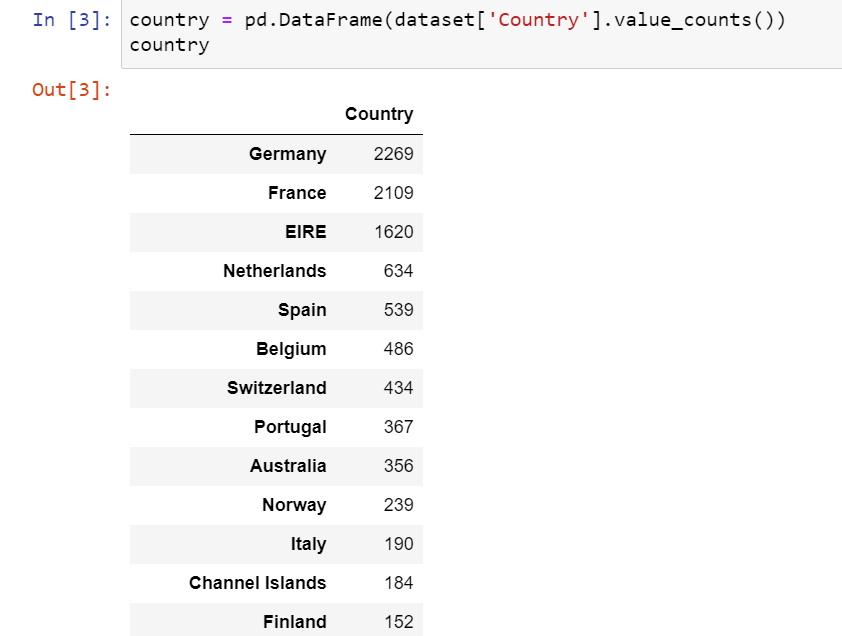 In [3]: country = pd.DataFrame(dataset['Country'].value_counts())
country
Out[3]:
Country
Germany 2269
France 2109
EIRE 1620
Netherlands 634
Spain 539
Belgium 486
Switzerland 434
Portugal 367
Australia 356
Norway 239
Italy 190
Channel Islands 184
Finland 152